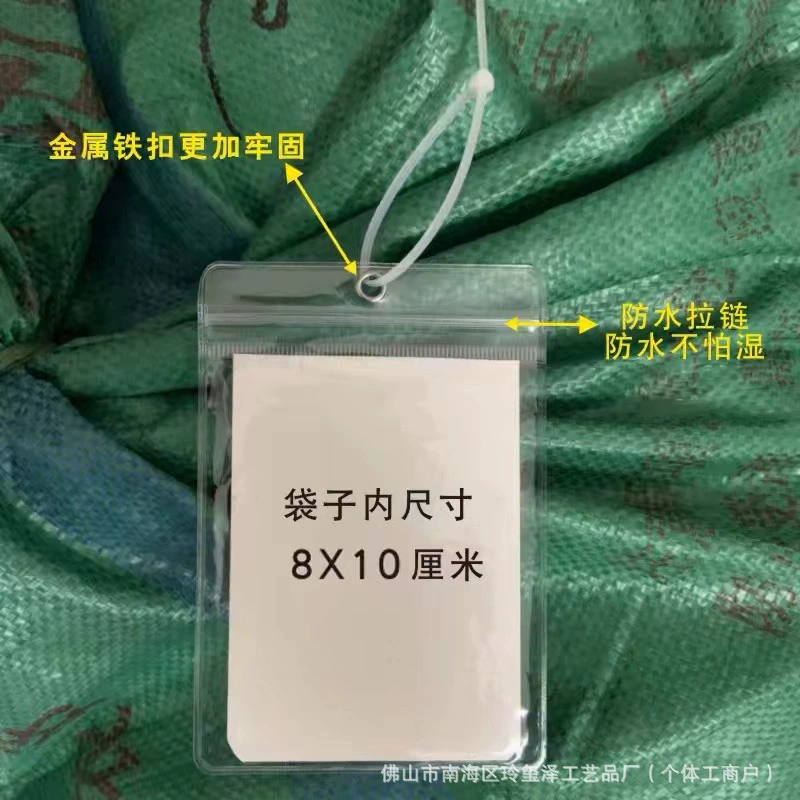 金属铁扣更加牢固
防水拉链
防水不怕湿
袋子内尺寸
8X10厘米
佛山市南海区玲玺泽工艺品厂（个体工商户）